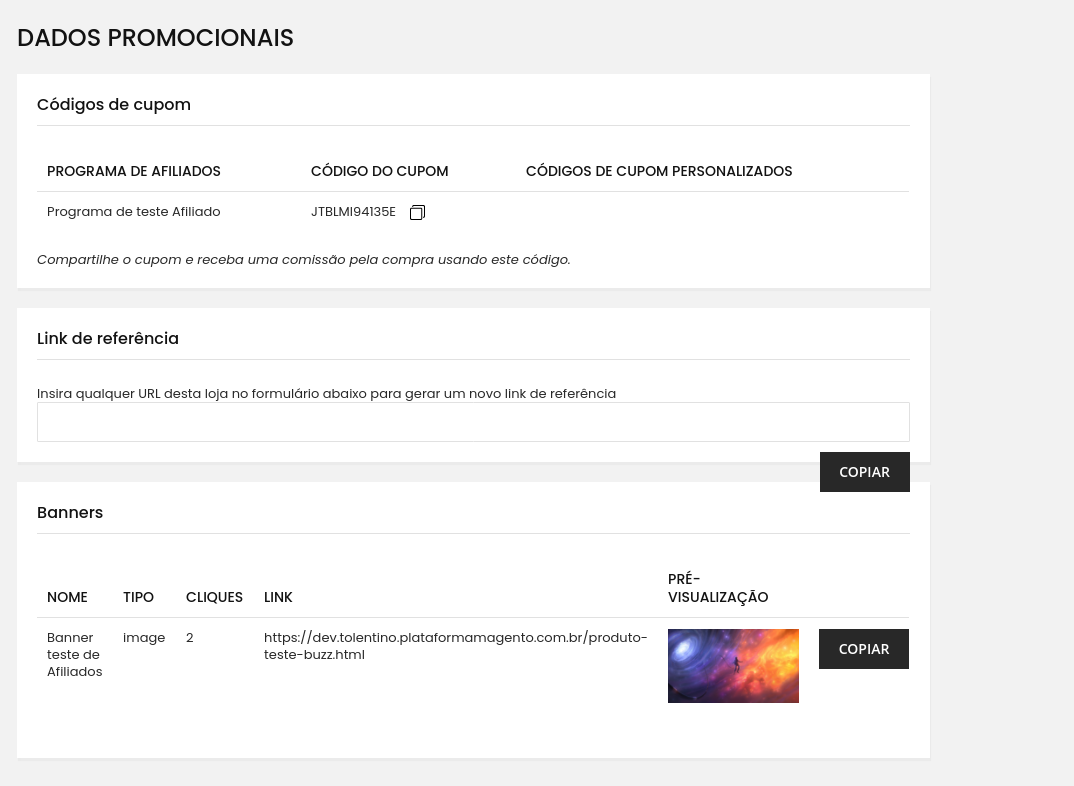 DADOS PROMOCIONAIS
Códigos de cupom
PROGRAMA DE AFILIADOS CÓDIGO DO CUPOM CÓDIGOS DE CUPOM PERSONALIZADOS
Programa de teste Afiliado JTBLMI94135E
Compartilhe o cupom e receba uma comissão pela compra usando este código.
Link de referência
Insira qualquer URL desta loja no formulário abaixo para gerar um novo link de referência
COPIAR
Banners
PRÉ-
NOME TIPO CLIQUES LINK VISUALIZAÇÃO
Banner image 2 https://dev.tolentino.plataformamagento.com.br/produto- COPIAR
teste de teste-buzz.html
Afiliados